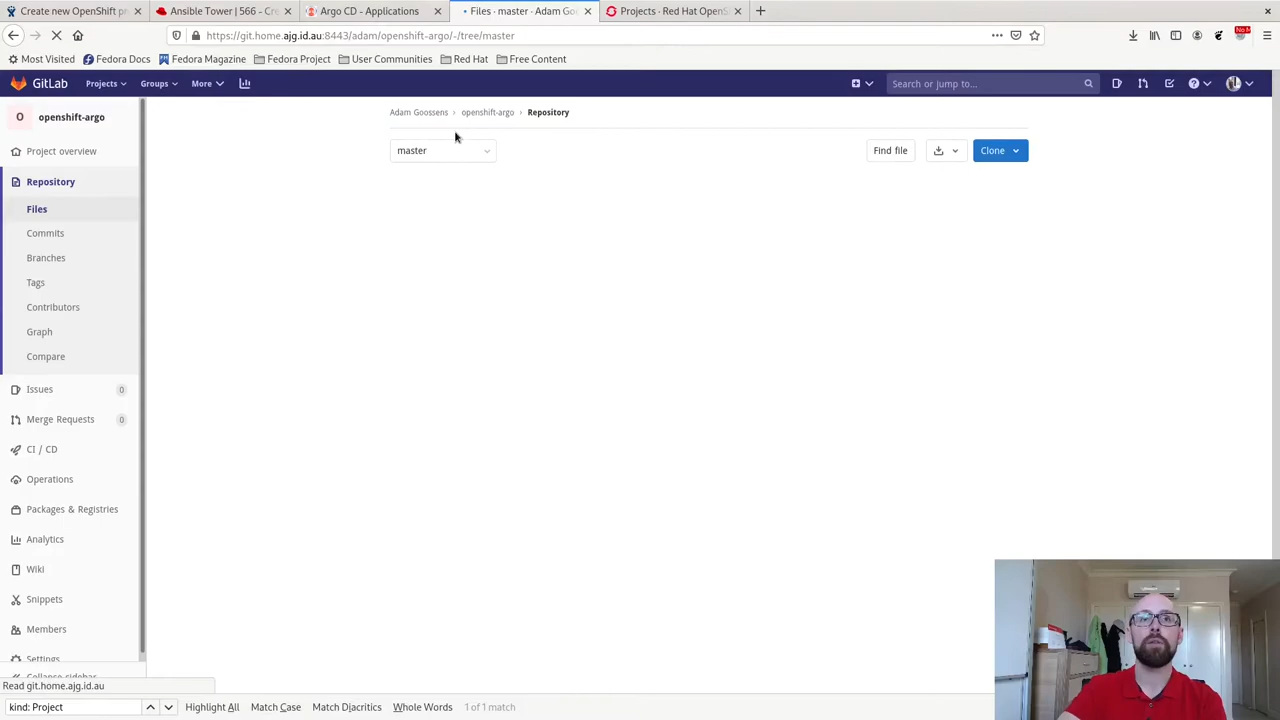 Create new OpenShift pr
Ansible Tower | 566 - Cre
Argo CD - Applications
Files · master · Adam Goo
Projects · Red Hat OpenS
https://git.home.ajg.id.au:8443/adam/openshift-argo/-/tree/master
Most Visited
Fedora Docs
Fedora Magazine
Fedora Project
User Communities
Red Hat
Free Content
GitLab
Projects
Groups
More
Search or jump to...
O
openshift-argo
Project overview
Repository
Files
Commits
Branches
Tags
Contributors
Graph
Compare
Issues
0
Merge Requests
0
CI / CD
Operations
Packages & Registries
Analytics
Wiki
Snippets
Members
Settings
Collapse sidebar
Adam Goossens › openshift-argo › Repository
master
Find file
Clone
Read git.home.ajg.id.au
kind: Project
Highlight All
Match Case
Match Diacritics
Whole Words
1 of 1 match